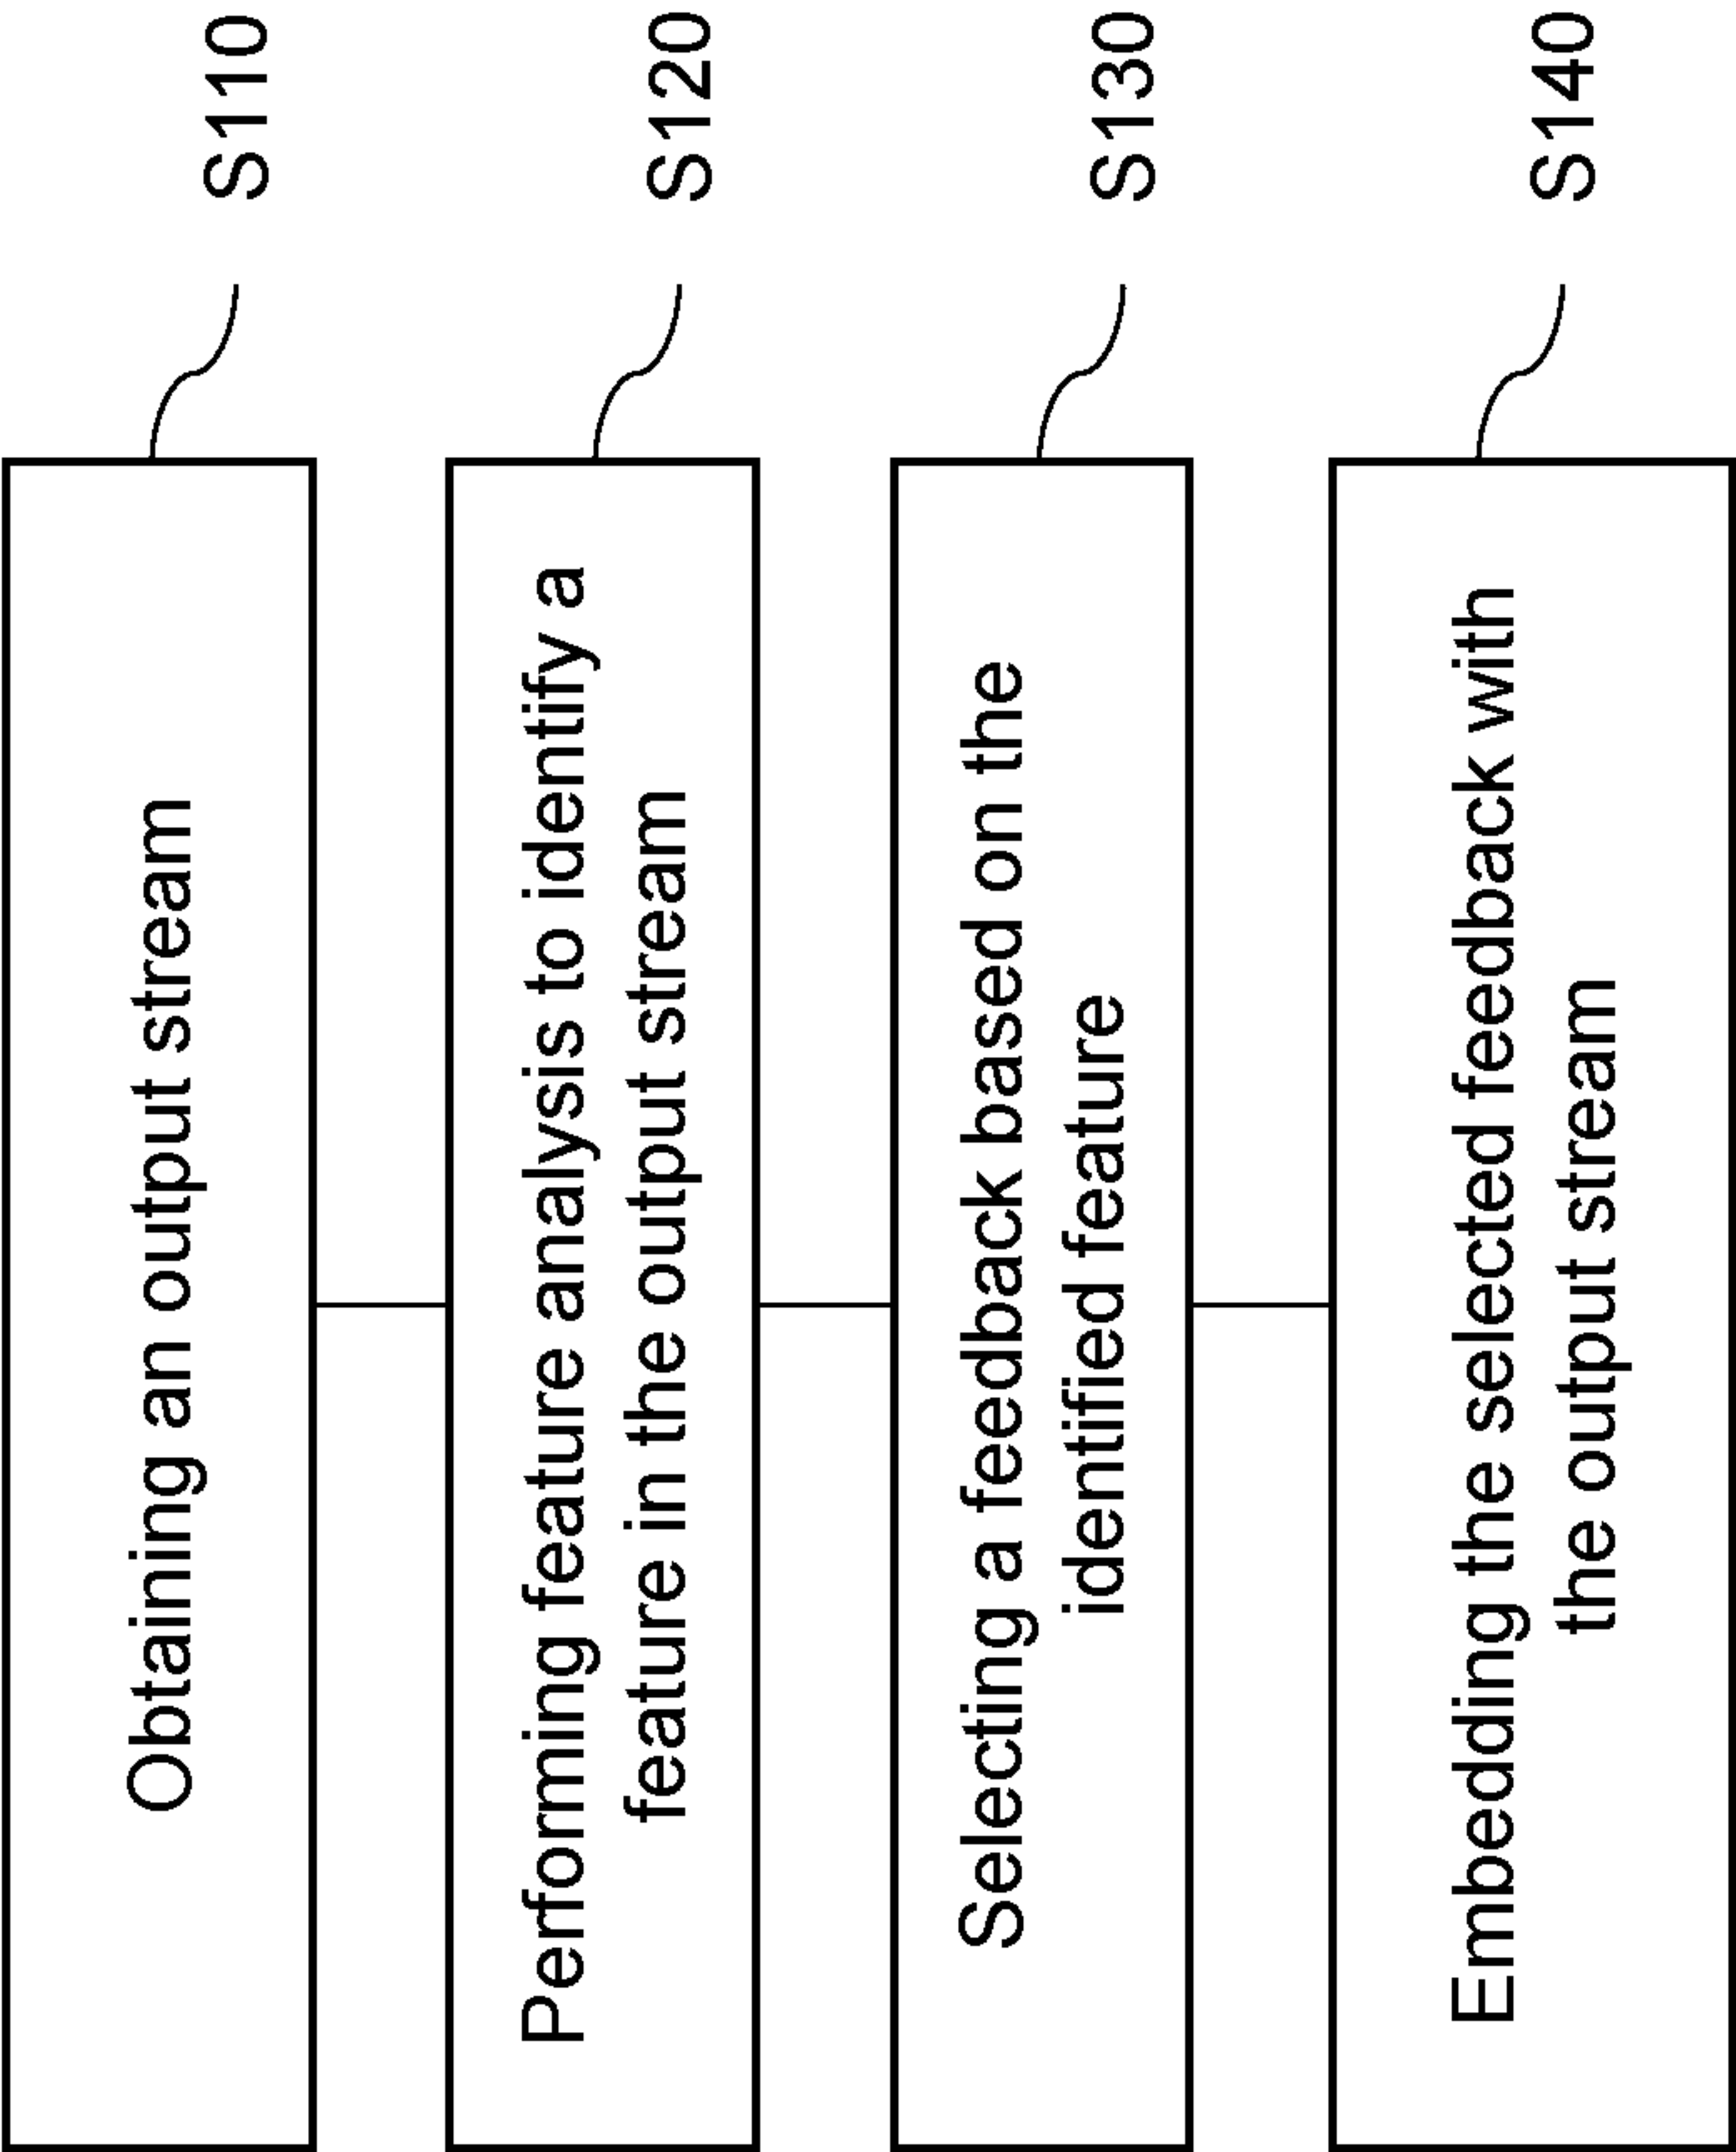 Obtaining an output stream
S110
Performing feature analysis to identify a
feature in the output stream
S120
Selecting a feedback based on the
identified feature
S130
Embedding the selected feedback with
the output stream
S140